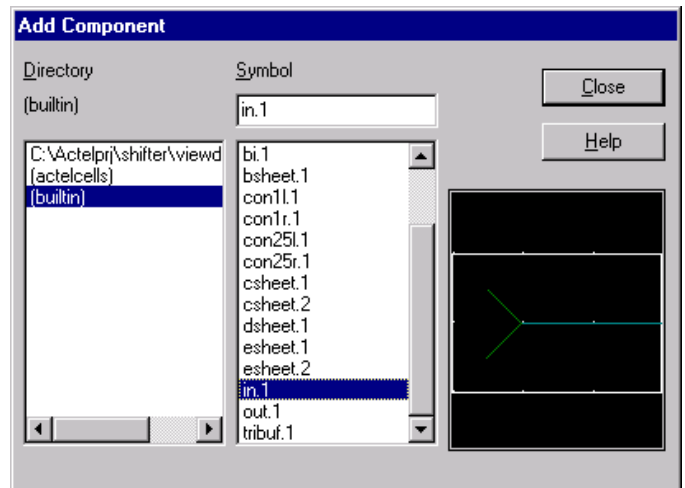 Add Component
Directory
Symbol
(builtin)
in.1
Close
Help
C:\Actelprj\shifter\viewd
(actelcells)
(builtin)
bi.1
bsheet.1
con1l.1
con1r.1
con25l.1
con25r.1
csheet.1
csheet.2
dsheet.1
esheet.1
esheet.2
in.1
out.1
tribuf.1